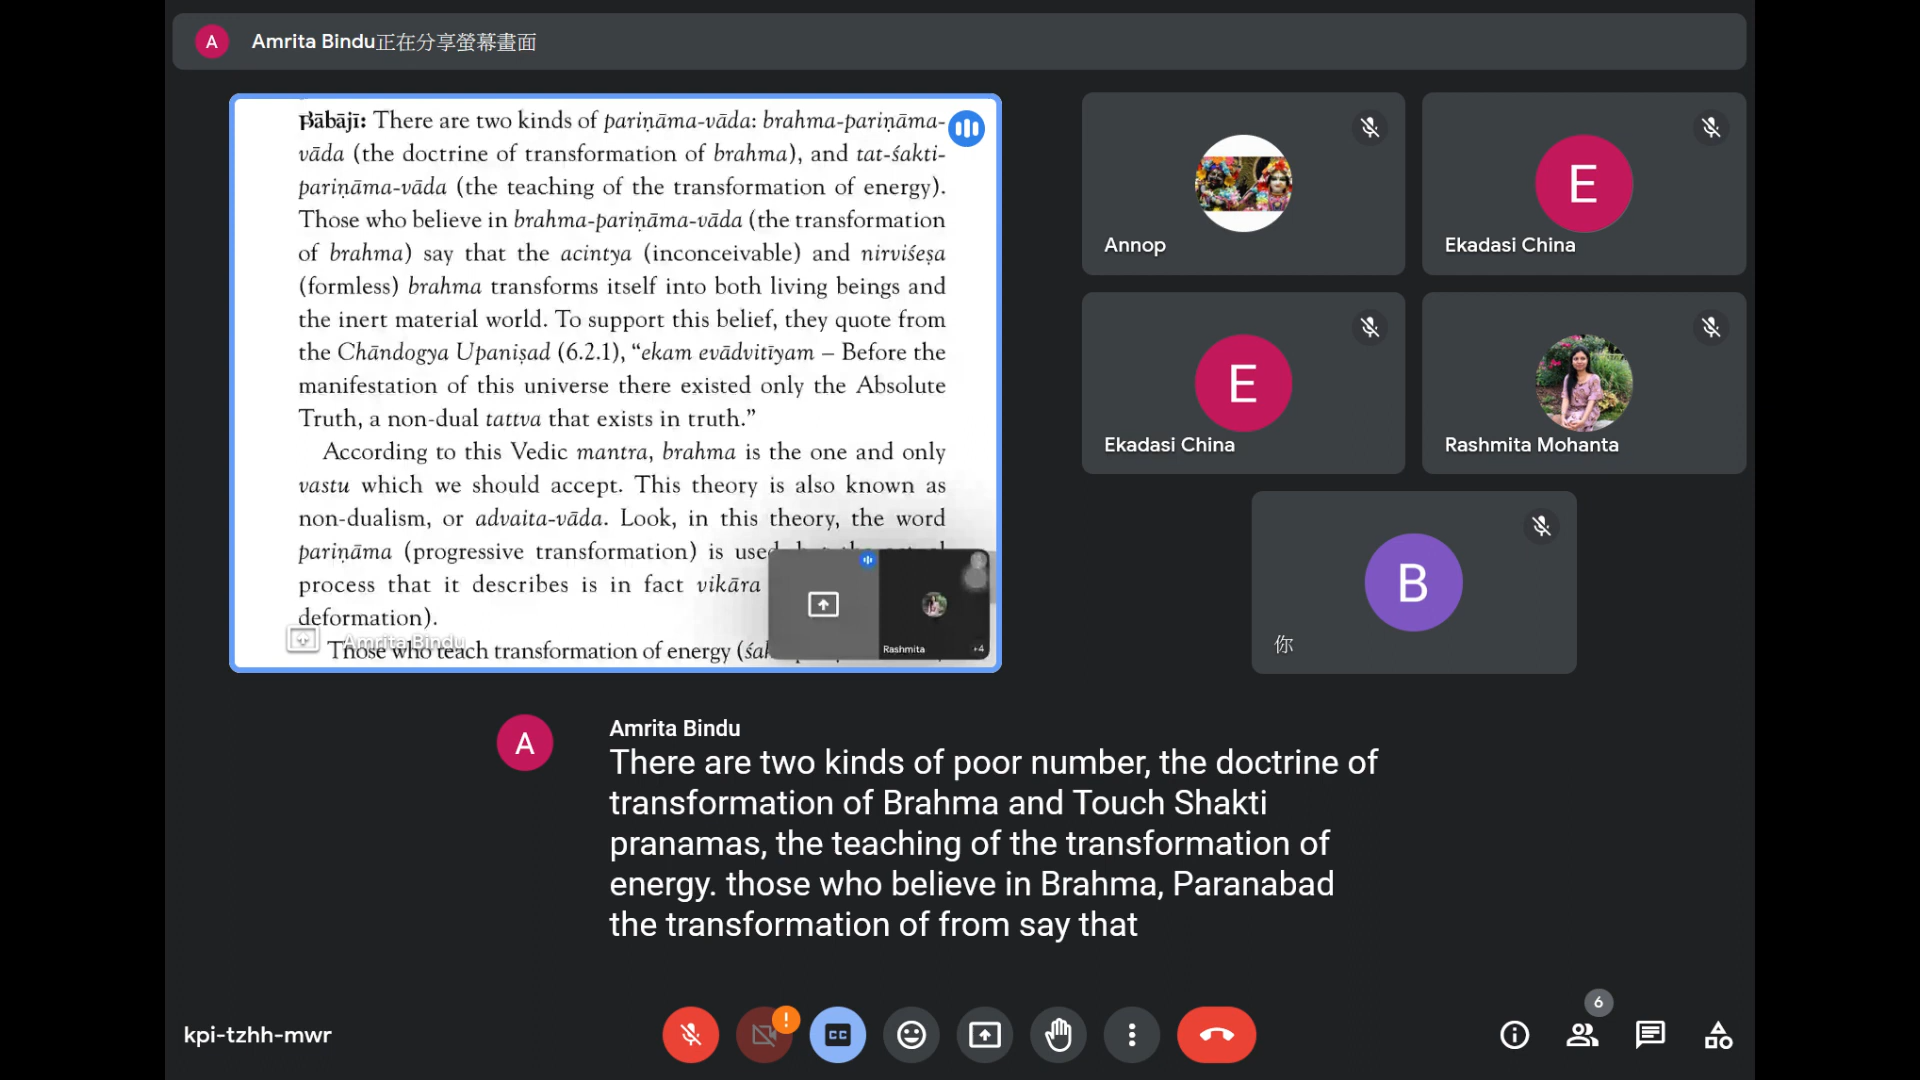 A
Amrita Bindu正在分享螢幕畫面
Bābājī: There are two kinds of pariṇāma-vāda: brahma-pariṇāma-
vāda (the doctrine of transformation of brahma), and tat-śakti-
pariṇāma-vāda (the teaching of the transformation of energy).
Those who believe in brahma-pariṇāma-vāda (the transformation
of brahma) say that the acintya (inconceivable) and nirviśeṣa
(formless) brahma transforms itself into both living beings and
the inert material world. To support this belief, they quote from
the Chāndogya Upaniṣad (6.2.1), “ekam evādvitīyam – Before the
manifestation of this universe there existed only the Absolute
Truth, a non-dual tattva that exists in truth.”
According to this Vedic mantra, brahma is the one and only
vastu which we should accept. This theory is also known as
non-dualism, or advaita-vāda. Look, in this theory, the word
pariṇāma (progressive transformation) is used
process that it describes is in fact vikāra
deformation).
Those who teach transformation of energy
Amrita Bindu
Rashmita
+4
Annop
E
Ekadasi China
E
Ekadasi China
Rashmita Mohanta
B
你
A
Amrita Bindu
There are two kinds of poor number, the doctrine of
transformation of Brahma and Touch Shakti
pranamas, the teaching of the transformation of
energy. those who believe in Brahma, Paranabad
the transformation of from say that
kpi-tzhh-mwr
!
CC
6